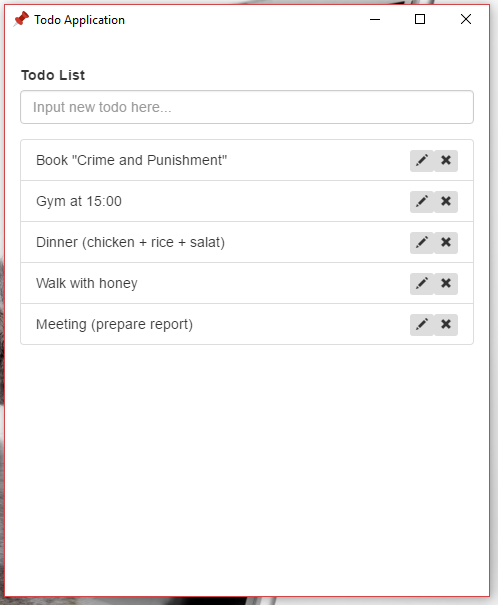 Todo Application
Todo List
Input new todo here...
Book "Crime and Punishment"
Gym at 15:00
Dinner (chicken + rice + salat)
Walk with honey
Meeting (prepare report)